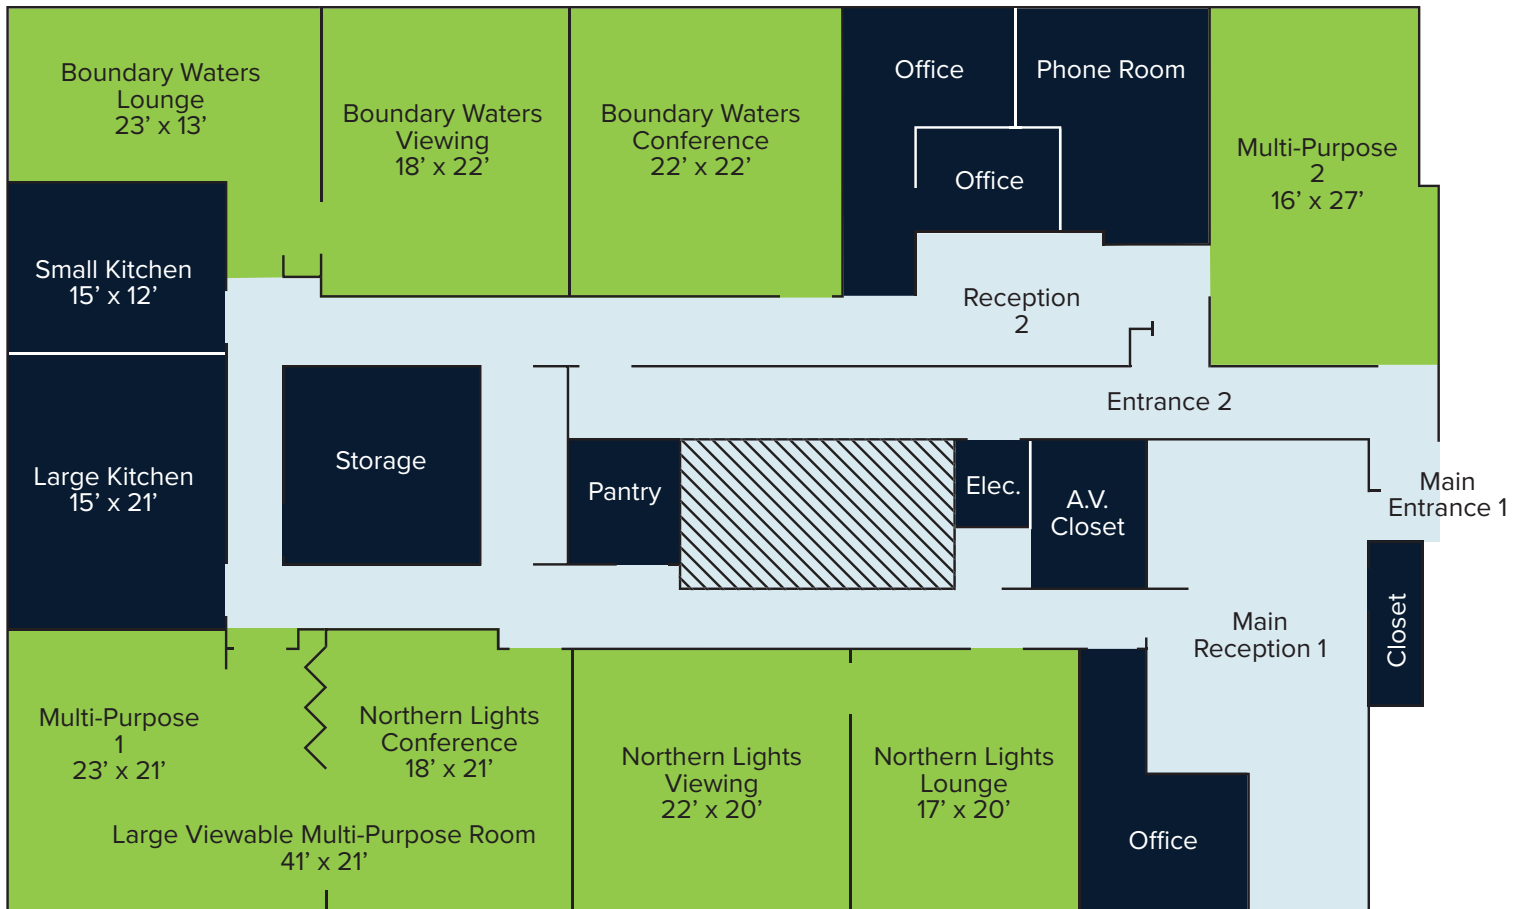 Boundary Waters
Lounge
23’ x 13’
Boundary Waters
Viewing
18’ x 22’
Boundary Waters
Conference
22’ x 22’
Office
Phone Room
Office
Multi-Purpose
2
16’ x 27’
Small Kitchen
15’ x 12’
Reception
2
Entrance 2
Large Kitchen
15’ x 21’
Storage
Pantry
Elec.
A.V.
Closet
Main
Entrance 1
Main
Reception 1
Closet
Multi-Purpose
1
23’ x 21’
Northern Lights
Conference
18’ x 21’
Large Viewable Multi-Purpose Room
41’ x 21’
Northern Lights
Viewing
22’ x 20’
Northern Lights
Lounge
17’ x 20’
Office